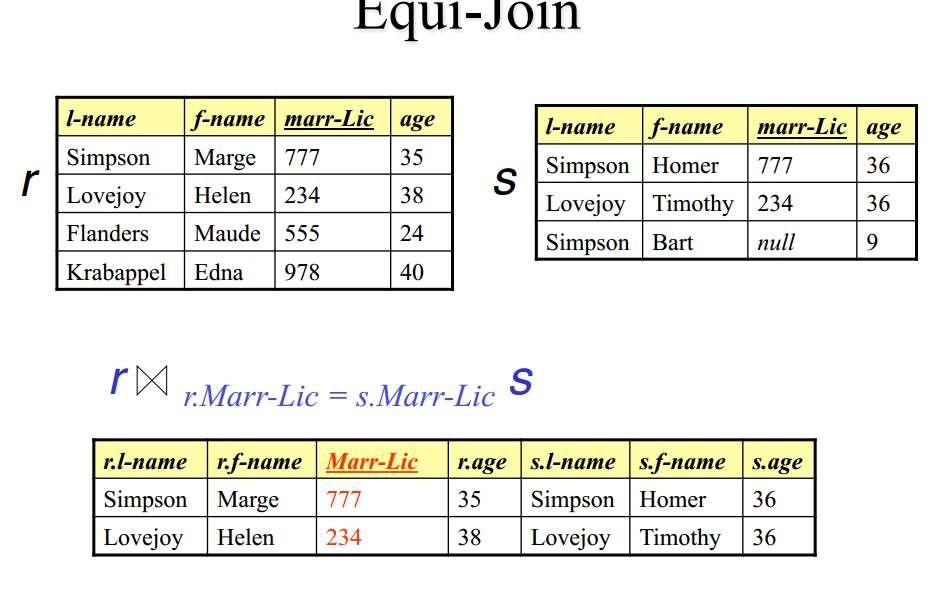 Equi-Join
l-name f-name marr-Lic age
Simpson Marge 777 35
Lovejoy Helen 234 38
Flanders Maude 555 24
Krabappel Edna 978 40
r
l-name f-name marr-Lic age
Simpson Homer 777 36
Lovejoy Timothy 234 36
Simpson Bart null 9
s
r ⋈ r.Marr-Lic = s.Marr-Lic s
r.l-name r.f-name Marr-Lic r.age s.l-name s.f-name s.age
Simpson Marge 777 35 Simpson Homer 36
Lovejoy Helen 234 38 Lovejoy Timothy 36